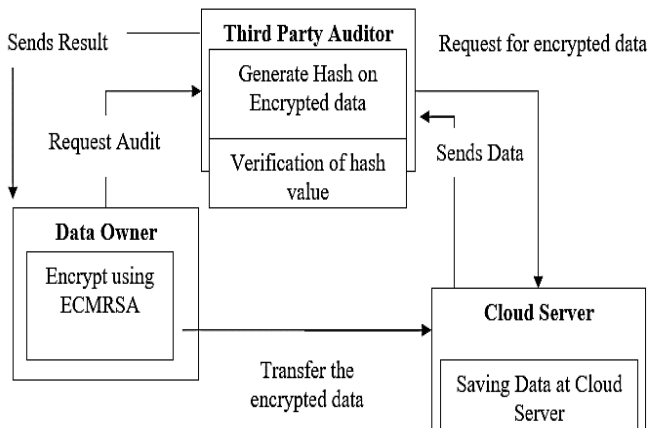 Sends Result
Third Party Auditor
Request for encrypted data
Generate Hash on
Encrypted data
Request Audit
Sends Data
Verification of hash
value
Data Owner
Encrypt using
ECMRSA
Cloud Server
Transfer the
encrypted data
Saving Data at Cloud
Server